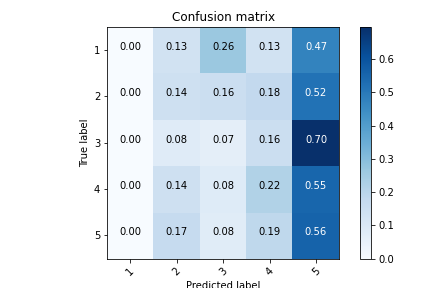 Confusion matrix
1 0.00 0.13 0.26 0.13 0.47
2 0.00 0.14 0.16 0.18 0.52
3 0.00 0.08 0.07 0.16 0.70
4 0.00 0.14 0.08 0.22 0.55
5 0.00 0.17 0.08 0.19 0.56
1 2 3 4 5
True label
Predicted label
0.6
0.5
0.4
0.3
0.2
0.1
0.0